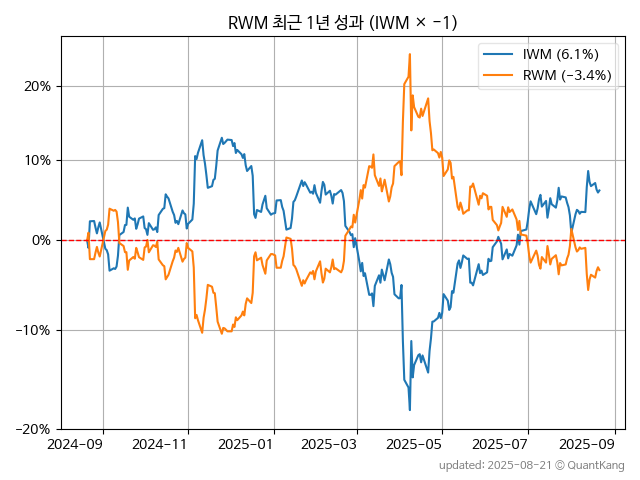 RWM 최근 1년 성과 (IWM × −1)
IWM (6.1%)
RWM (−3.4%)
20%
10%
0%
−10%
−20%
2024-09 2024-11 2025-01 2025-03 2025-05 2025-07 2025-09
updated: 2025-08-21 © QuantKang